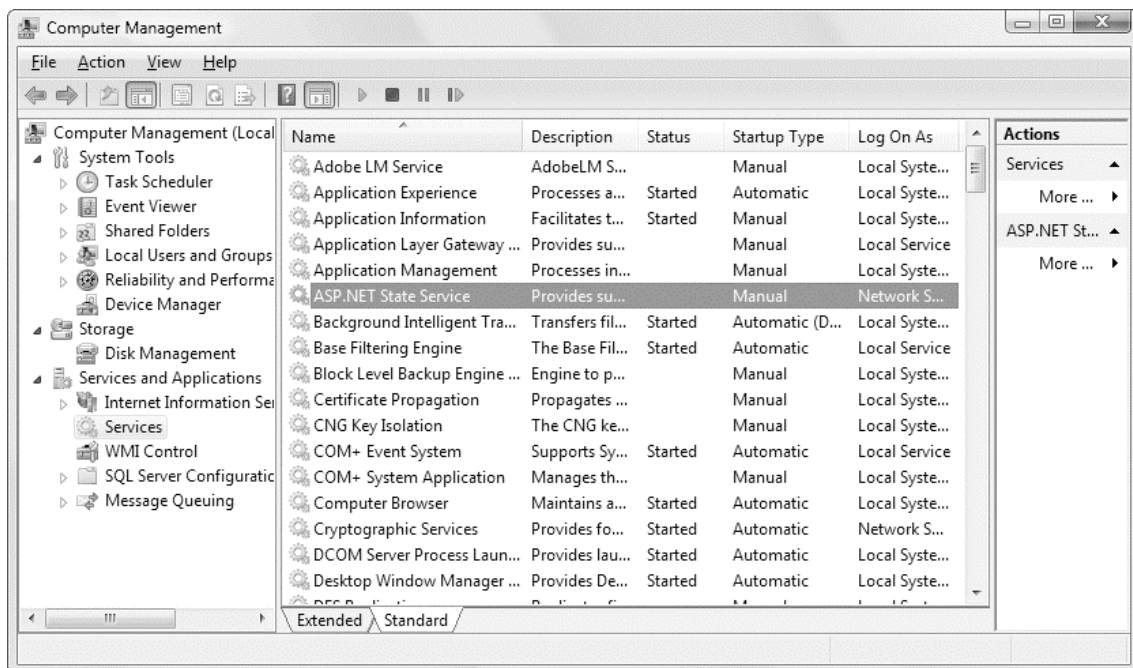 Computer Management
File Action View Help
Computer Management (Local
System Tools
Task Scheduler
Event Viewer
Shared Folders
Local Users and Groups
Reliability and Performa
Device Manager
Storage
Disk Management
Services and Applications
Internet Information Ser
Services
WMI Control
SQL Server Configuratic
Message Queuing
Name Description Status Startup Type Log On As
Adobe LM Service AdobeLM S... Manual Local Syste...
Application Experience Processes a... Started Automatic Local Syste...
Application Information Facilitates t... Started Manual Local Syste...
Application Layer Gateway ... Provides su... Manual Local Service
Application Management Processes in... Manual Local Syste...
ASP.NET State Service Provides su... Manual Network S...
Background Intelligent Tra... Transfers fil... Started Automatic (D... Local Syste...
Base Filtering Engine The Base Fil... Started Automatic Local Service
Block Level Backup Engine ... Engine to p... Manual Local Syste...
Certificate Propagation Propagates ... Manual Local Syste...
CNG Key Isolation The CNG ke... Manual Local Syste...
COM+ Event System Supports Sy... Started Automatic Local Service
COM+ System Application Manages th... Manual Local Syste...
Computer Browser Maintains a... Started Automatic Local Syste...
Cryptographic Services Provides fo... Started Automatic Network S...
DCOM Server Process Laun... Provides lau... Started Automatic Local Syste...
Desktop Window Manager ... Provides De... Started Automatic Local Syste...
Extended Standard
Actions
Services
More ...
ASP.NET St...
More ...